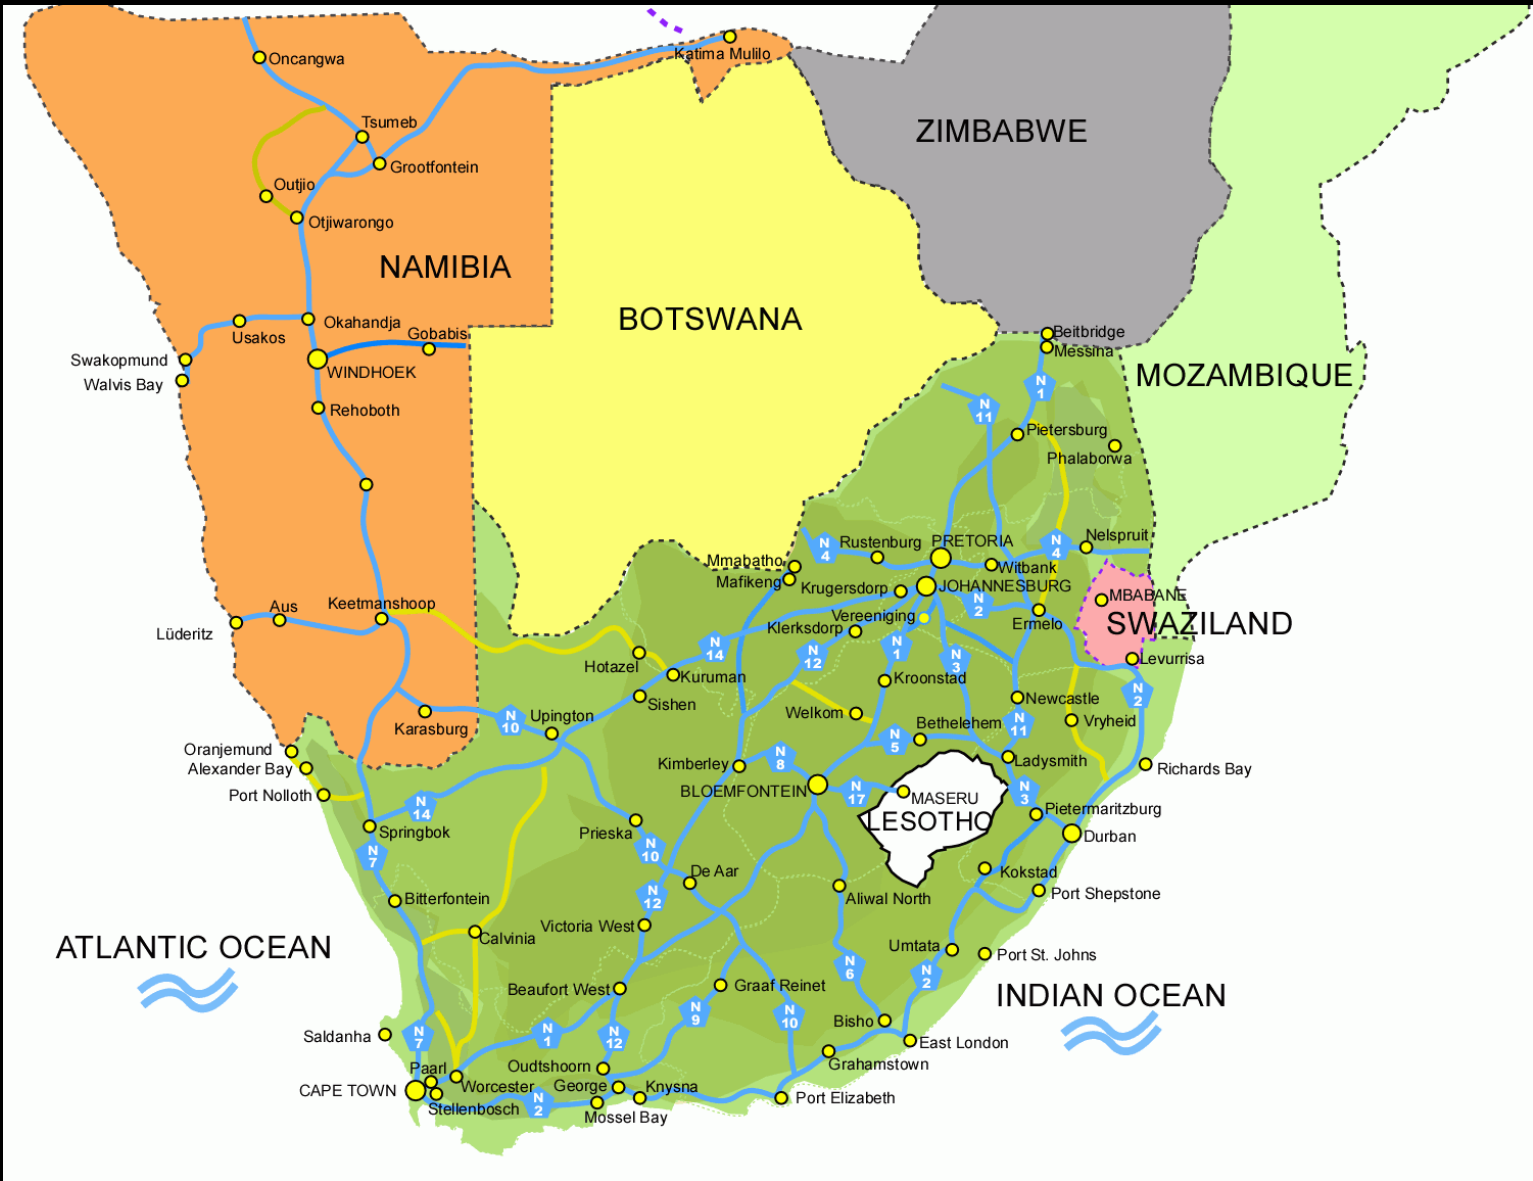 Katima Mulilo
Oncangwa
Tsumeb
ZIMBABWE
Grootfontein
Outjio
Otjiwarongo
NAMIBIA
BOTSWANA
Okahandja
Usakos
Gobabis
Beitbridge
Messina
Swakopmund
Walvis Bay
WINDHOEK
MOZAMBIQUE
N
1
Rehoboth
N
11
Pietersburg
Phalaborwa
Nelspruit
N
4
N
4
Rustenburg
PRETORIA
Mmabatho
Mafikeng
Witbank
Krugersdorp
JOHANNESBURG
MBABANE
N
2
Aus
Keetmanshoop
Lüderitz
Vereeniging
Klerksdorp
Ermelo
SWAZILAND
N
14
N
12
N
1
N
3
Levurrisa
Hotazel
Kuruman
Kroonstad
N
2
Sishen
Newcastle
Karasburg
N
10
Upington
Welkom
Bethelehem
N
11
Vryheid
N
5
Oranjemund
Alexander Bay
Kimberley
N
8
Ladysmith
Richards Bay
Port Nolloth
BLOEMFONTEIN
N
17
MASERU
N
3
N
14
Pietermaritzburg
LESOTHO
Springbok
Prieska
Durban
N
7
N
10
De Aar
Kokstad
N
12
Port Shepstone
Bitterfontein
Aliwal North
Victoria West
Calvinia
ATLANTIC OCEAN
Umtata
Port St. Johns
N
6
N
2
Beaufort West
Graaf Reinet
INDIAN OCEAN
N
9
N
10
Bisho
Saldanha
N
7
N
1
N
12
East London
Grahamstown
Paarl
Oudtshoorn
CAPE TOWN
Worcester
George
Knysna
Stellenbosch
N
2
Mossel Bay
Port Elizabeth